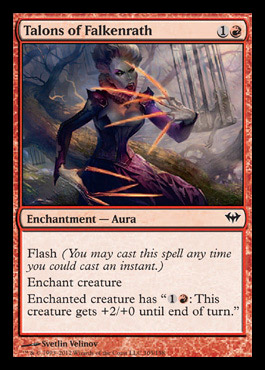 Talons of Falkenrath 1
Enchantment — Aura
Flash (You may cast this spell any time
you could cast an instant.)
Enchant creature
Enchanted creature has “1 : This
creature gets +2/+0 until end of turn.”
Svetlin Velinov